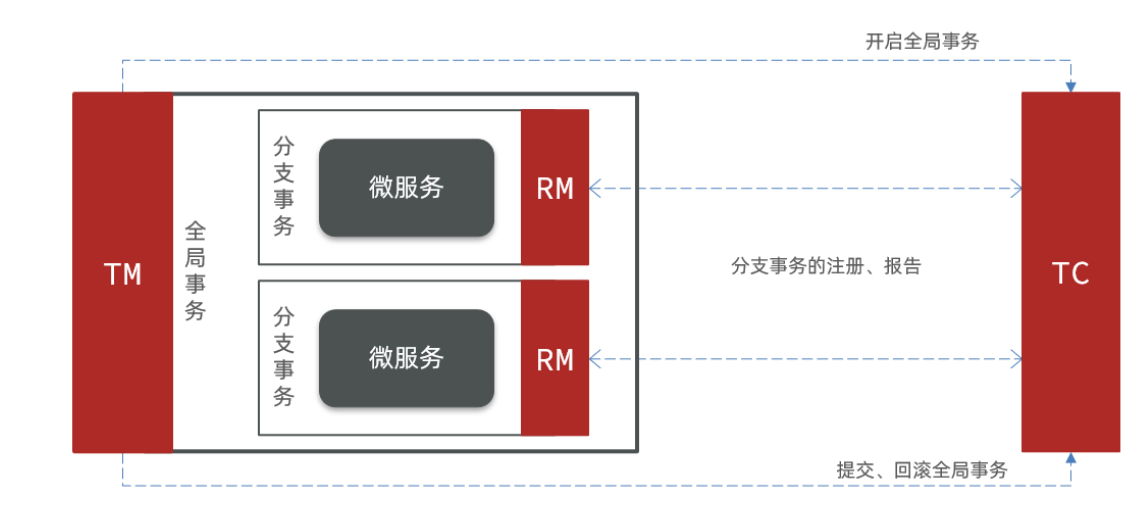 开启全局事务
TM
全局事务
分支事务
微服务
RM
分支事务
微服务
RM
分支事务的注册、报告
TC
提交、回滚全局事务